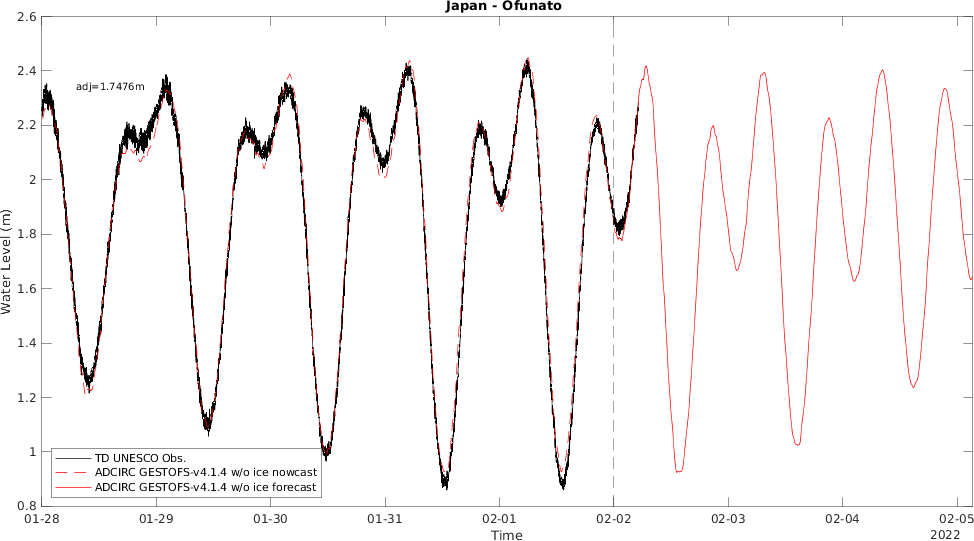 Japan - Ofunato
2.6
2.4
2.2
2
1.8
1.6
1.4
1.2
1
0.8
Water Level (m)
adj=1.7476m
TD UNESCO Obs.
ADCIRC GESTOFS-v4.1.4 w/o ice nowcast
ADCIRC GESTOFS-v4.1.4 w/o ice forecast
01-28 01-29 01-30 01-31 02-01 02-02 02-03 02-04 02-05
Time
2022